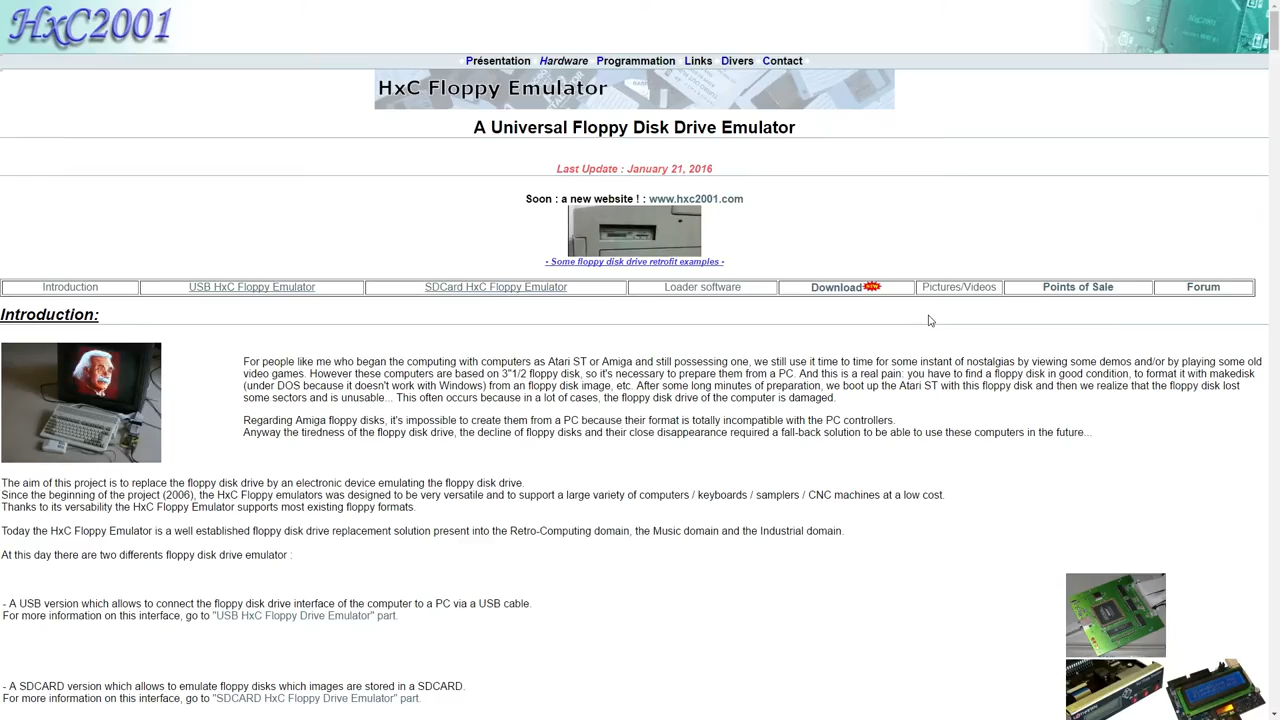 HxC2001
Présentation Hardware Programmation Links Divers Contact
HxC Floppy Emulator
A Universal Floppy Disk Drive Emulator
Last Update : January 21, 2016
Soon : a new website ! : www.hxc2001.com
- Some floppy disk drive retrofit examples -
Introduction USB HxC Floppy Emulator SDCard HxC Floppy Emulator Loader software Download NEW Pictures/Videos Points of Sale Forum
Introduction:
For people like me who began the computing with computers as Atari ST or Amiga and still possessing one, we still use it time to time for some instant of nostalgias by viewing some demos and/or by playing some old
video games. However these computers are based on 3"1/2 floppy disk, so it's necessary to prepare them from a PC. And this is a real pain: you have to find a floppy disk in good condition, to format it with makedisk
(under DOS because it doesn't work with Windows) from an floppy disk image, etc. After some long minutes of preparation, we boot up the Atari ST with this floppy disk and then we realize that the floppy disk lost
some sectors and is unusable... This often occurs because in a lot of cases, the floppy disk drive of the computer is damaged.
Regarding Amiga floppy disks, it's impossible to create them from a PC because their format is totally incompatible with the PC controllers.
Anyway the tiredness of the floppy disk drive, the decline of floppy disks and their close disappearance required a fall-back solution to be able to use these computers in the future...
The aim of this project is to replace the floppy disk drive by an electronic device emulating the floppy disk drive.
Since the beginning of the project (2006), the HxC Floppy emulators was designed to be very versatile and to support a large variety of computers / keyboards / samplers / CNC machines at a low cost.
Thanks to its versability the HxC Floppy Emulator supports most existing floppy formats.
Today the HxC Floppy Emulator is a well established floppy disk drive replacement solution present into the Retro-Computing domain, the Music domain and the Industrial domain.
At this day there are two differents floppy disk drive emulator :
- A USB version which allows to connect the floppy disk drive interface of the computer to a PC via a USB cable.
For more information on this interface, go to "USB HxC Floppy Drive Emulator" part.
- A SDCARD version which allows to emulate floppy disks which images are stored in a SDCARD.
For more information on this interface, go to "SDCARD HxC Floppy Drive Emulator" part.